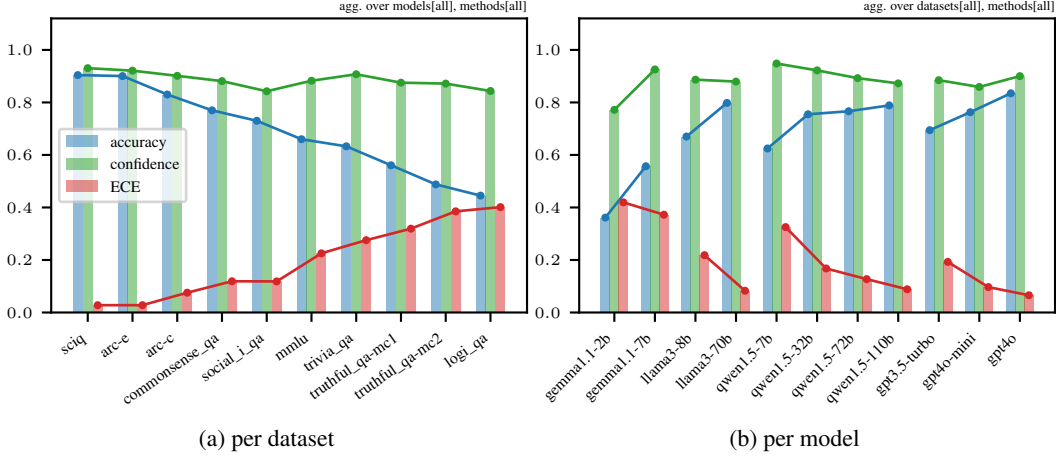 agg. over models[all], methods[all]
1.0
0.8
0.6
0.4
0.2
0.0
accuracy
confidence
ECE
sciq
arc-e
arc-c
commonsense_qa
social_i_qa
mmlu
trivia_qa
truthful_qa-mc1
truthful_qa-mc2
logi_qa
(a) per dataset
agg. over datasets[all], methods[all]
1.0
0.8
0.6
0.4
0.2
0.0
gemma1.1-2b
gemma1.1-7b
llama3-8b
llama3-70b
qwen1.5-7b
qwen1.5-32b
qwen1.5-72b
qwen1.5-110b
gpt3.5-turbo
gpt4o-mini
gpt4o
(b) per model